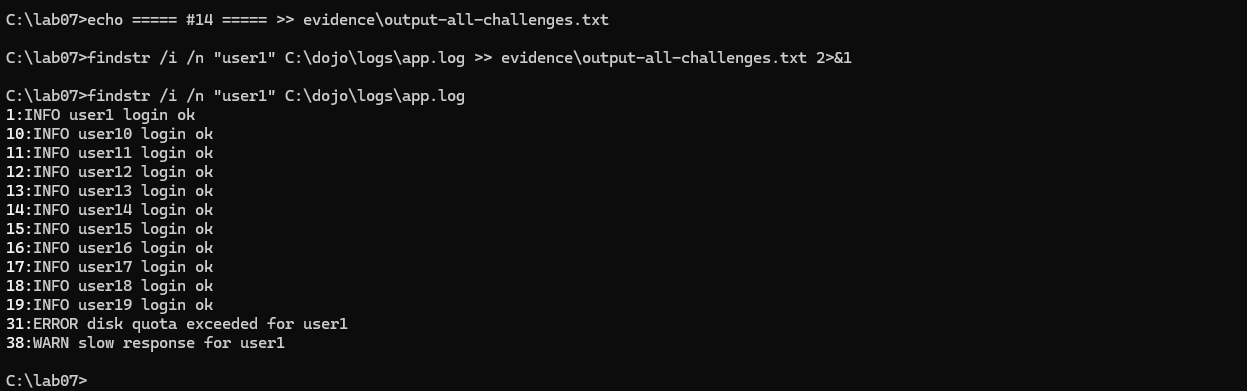 C:\lab07>echo ===== #14 ===== >> evidence\output-all-challenges.txt
C:\lab07>findstr /i /n "user1" C:\dojo\logs\app.log >> evidence\output-all-challenges.txt 2>&1
C:\lab07>findstr /i /n "user1" C:\dojo\logs\app.log
1:INFO user1 login ok
10:INFO user10 login ok
11:INFO user11 login ok
12:INFO user12 login ok
13:INFO user13 login ok
14:INFO user14 login ok
15:INFO user15 login ok
16:INFO user16 login ok
17:INFO user17 login ok
18:INFO user18 login ok
19:INFO user19 login ok
31:ERROR disk quota exceeded for user1
38:WARN slow response for user1
C:\lab07>